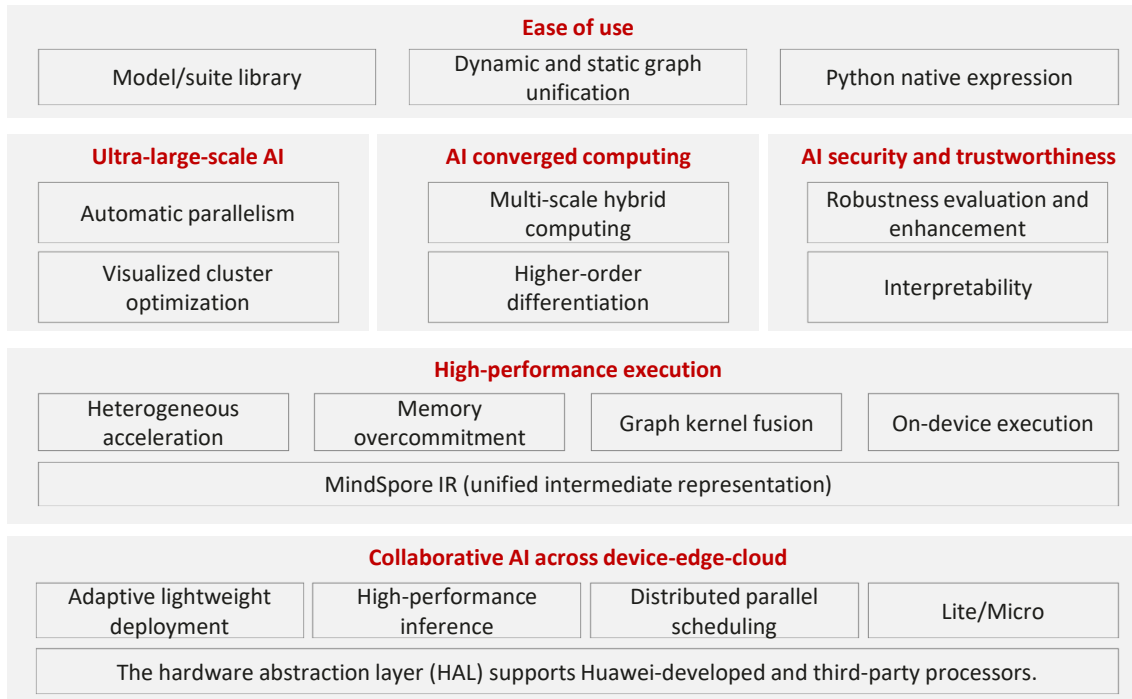 Ease of use
Model/suite library
Dynamic and static graph
unification
Python native expression
Ultra-large-scale AI
Automatic parallelism
Visualized cluster
optimization
AI converged computing
Multi-scale hybrid
computing
Higher-order
differentiation
AI security and trustworthiness
Robustness evaluation and
enhancement
Interpretability
High-performance execution
Heterogeneous
acceleration
Memory
overcommitment
Graph kernel fusion
On-device execution
MindSpore IR (unified intermediate representation)
Collaborative AI across device-edge-cloud
Adaptive lightweight
deployment
High-performance
inference
Distributed parallel
scheduling
Lite/Micro
The hardware abstraction layer (HAL) supports Huawei-developed and third-party processors.